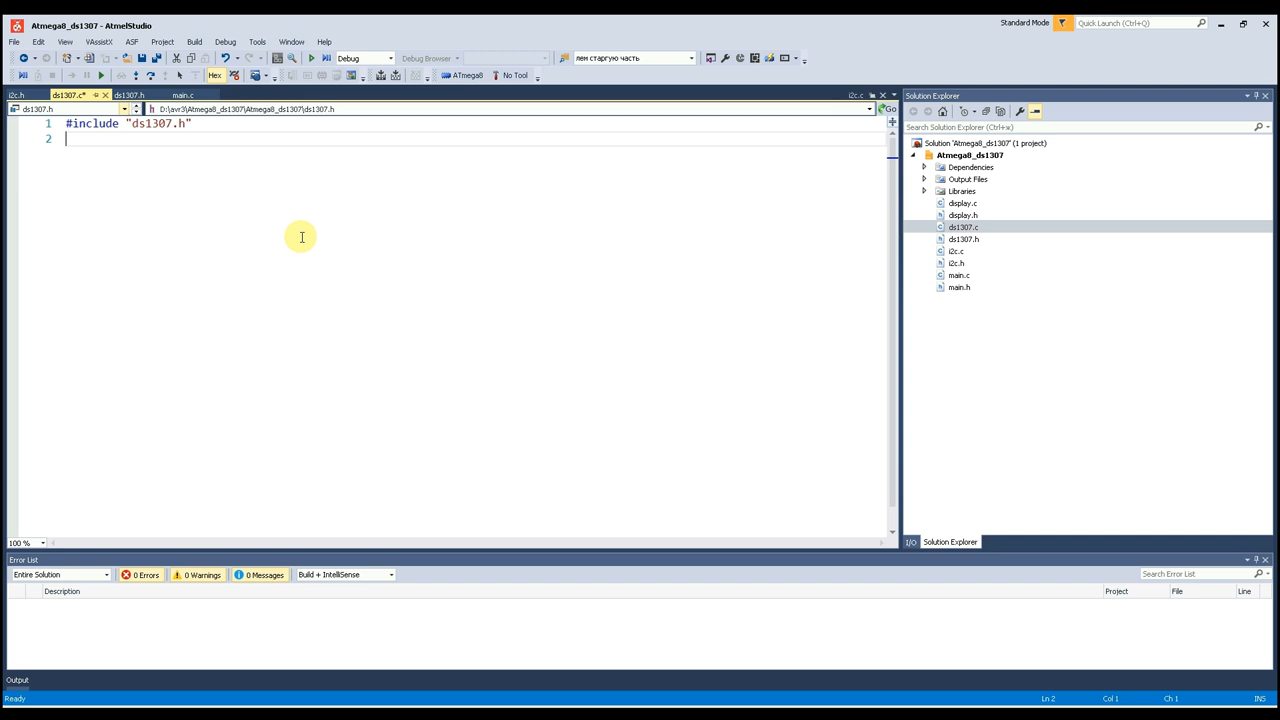 Atmega8_ds1307 - AtmelStudio
Standard Mode
Quick Launch (Ctrl+Q)
File Edit View VAssistX ASF Project Build Debug Tools Window Help
Debug
Debug Browser
лем старгую часть
Hex
ATmega8
No Tool
i2c.h
ds1307.c*
ds1307.h
main.c
i2c.c
ds1307.h
D:\avr3\Atmega8_ds1307\Atmega8_ds1307\ds1307.h
Go
1 #include "ds1307.h"
2
100 %
Solution Explorer
Search Solution Explorer (Ctrl+ж)
Solution 'Atmega8_ds1307' (1 project)
Atmega8_ds1307
Dependencies
Output Files
Libraries
display.c
display.h
ds1307.c
ds1307.h
i2c.c
i2c.h
main.c
main.h
I/O
Solution Explorer
Error List
Entire Solution
0 Errors
0 Warnings
0 Messages
Build + IntelliSense
Search Error List
Description Project File Line
Output
Ready
Ln 2 Col 1 Ch 1 INS